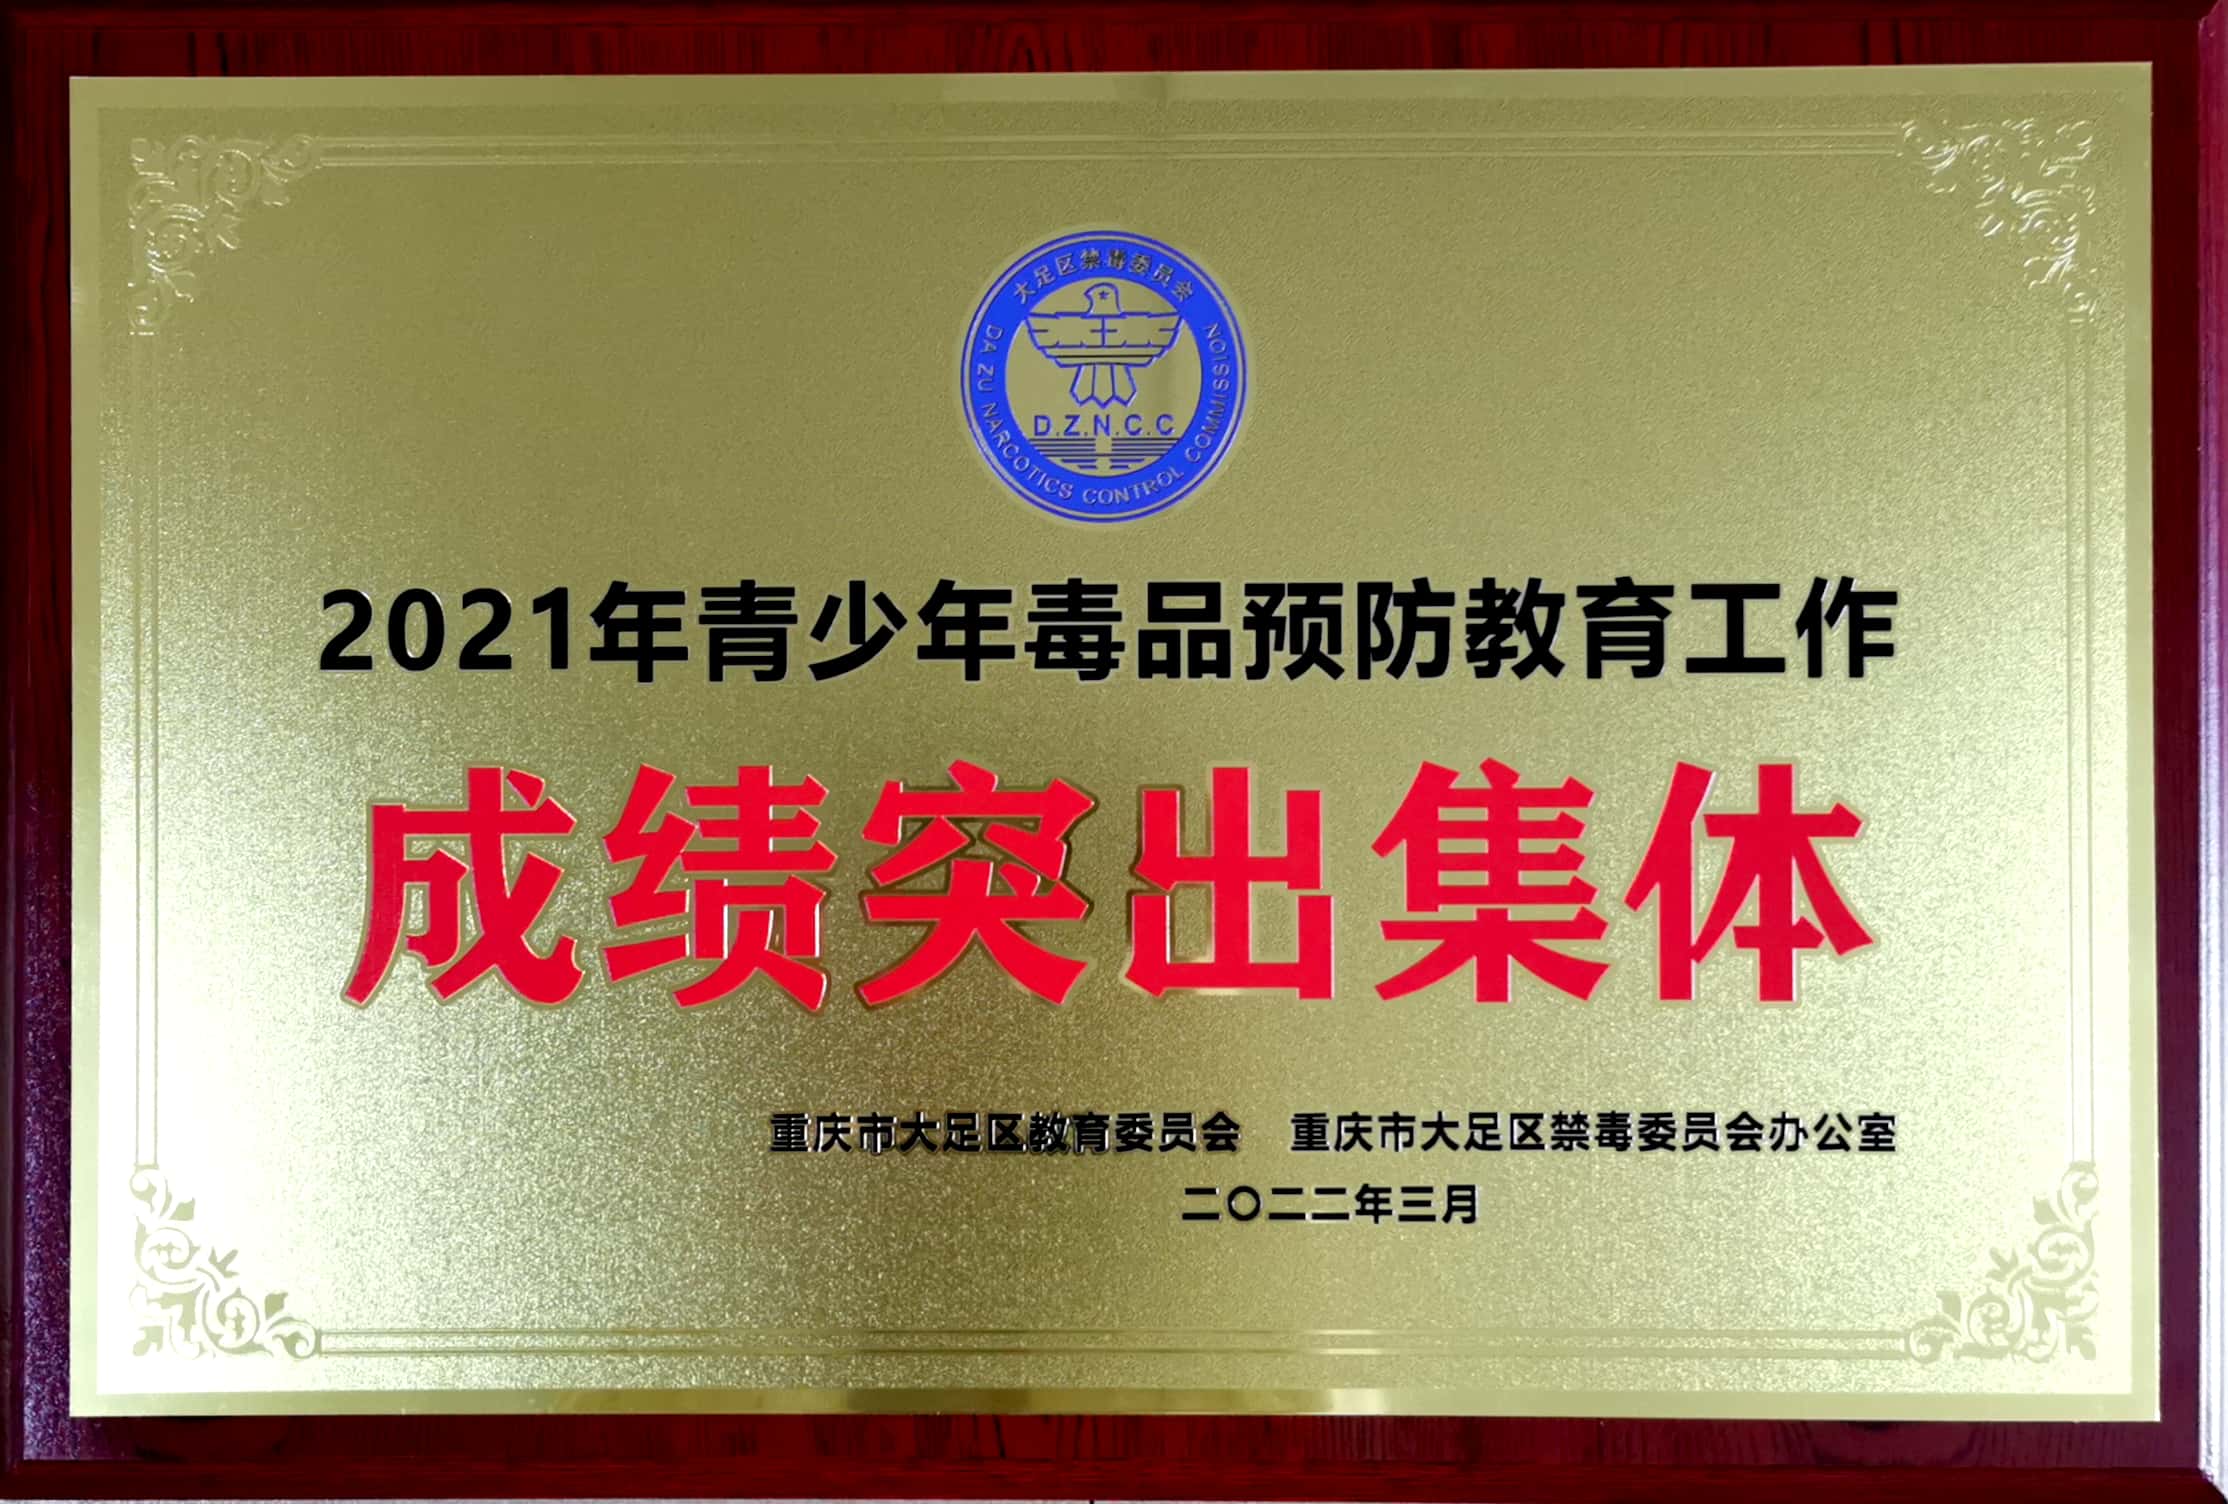 大足区禁毒委员会
DA ZU NARCOTICS CONTROL COMMISSION
D.Z.N.C.C
2021年青少年毒品预防教育工作
成绩突出集体
重庆市大足区教育委员会 重庆市大足区禁毒委员会办公室
二〇二二年三月